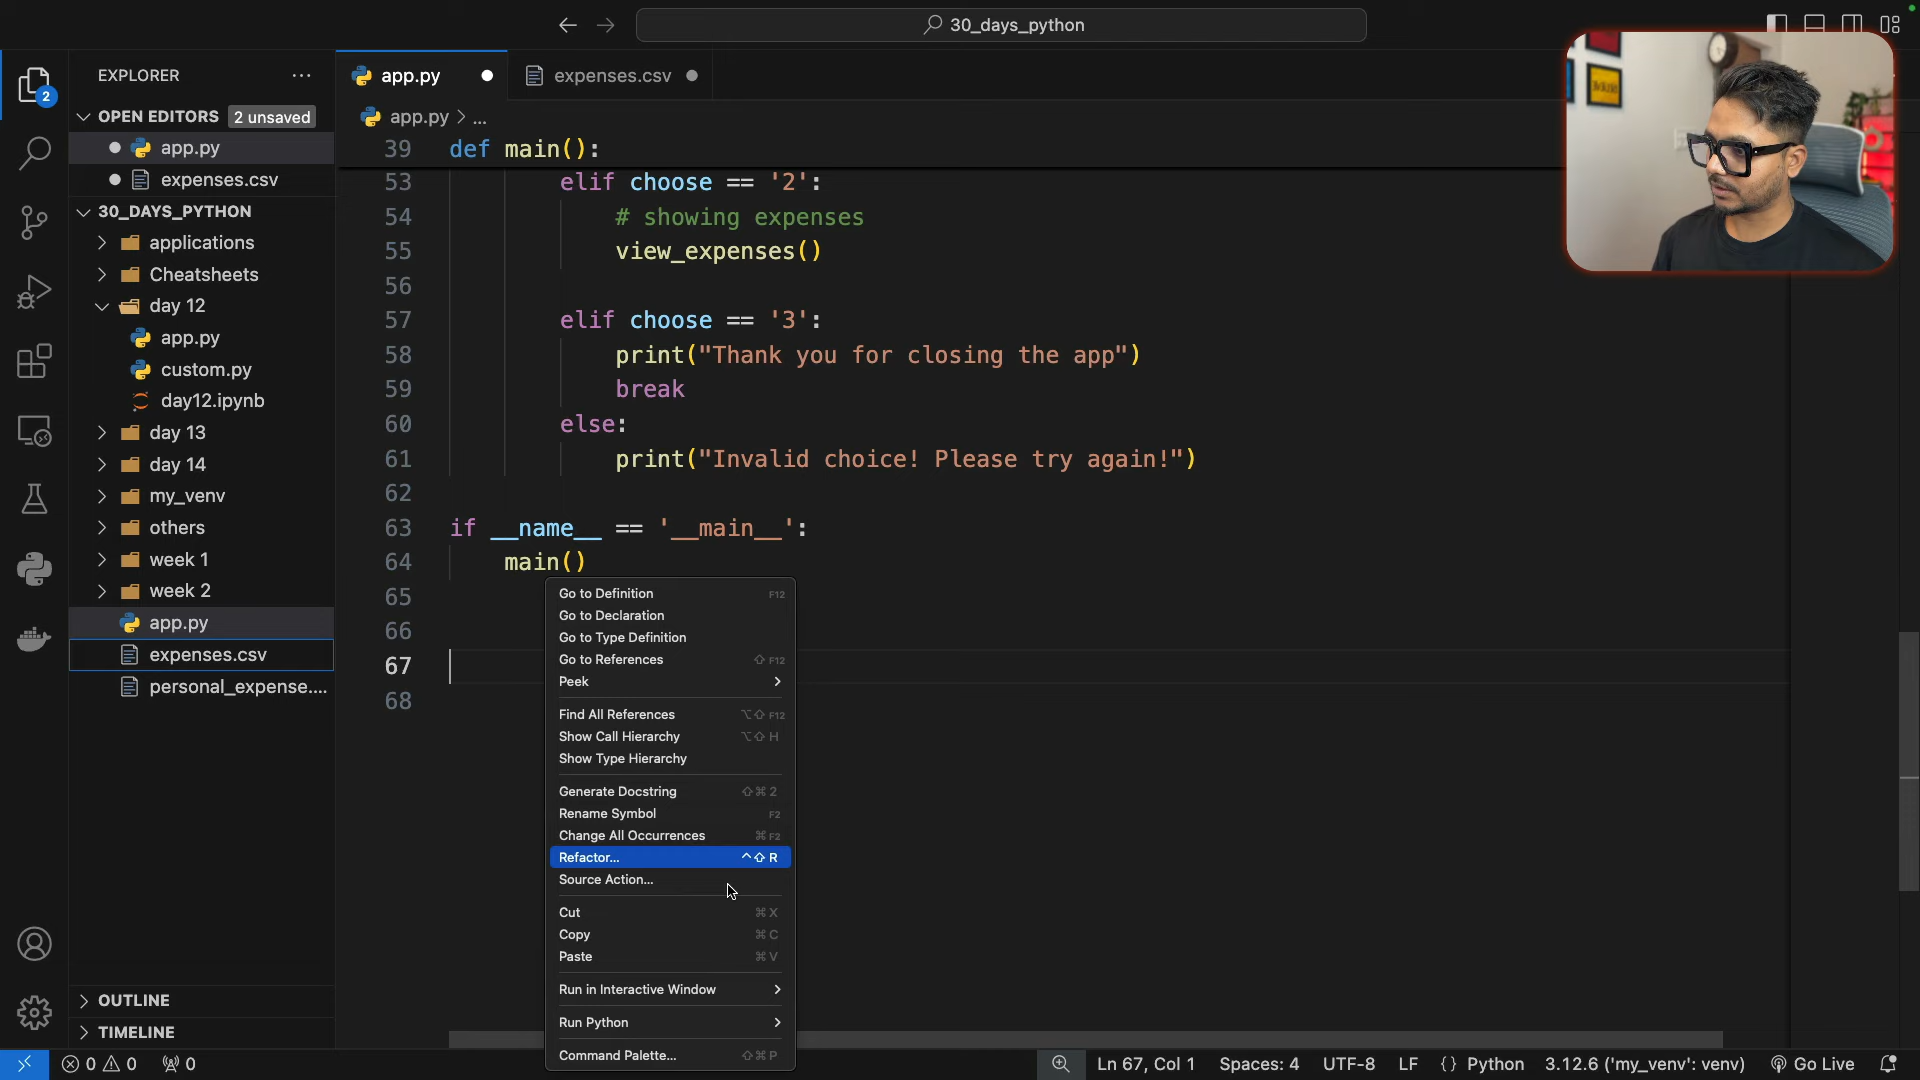 30_days_python
EXPLORER
OPEN EDITORS 2 unsaved
app.py
expenses.csv
30_DAYS_PYTHON
applications
Cheatsheets
day 12
app.py
custom.py
day12.ipynb
day 13
day 14
my_venv
others
week 1
week 2
app.py
expenses.csv
personal_expense....
OUTLINE
TIMELINE
2
app.py
expenses.csv
app.py > ...
39 def main():
53 elif choose == '2':
54 # showing expenses
55 view_expenses()
56
57 elif choose == '3':
58 print("Thank you for closing the app")
59 break
60 else:
61 print("Invalid choice! Please try again!")
62
63 if __name__ == '__main__':
64 main()
65
66
67
68
Go to Definition F12
Go to Declaration
Go to Type Definition
Go to References ⇧ F12
Peek >
Find All References ⌥⇧ F12
Show Call Hierarchy ⌥⇧ H
Show Type Hierarchy
Generate Docstring ⇧⌘ 2
Rename Symbol F2
Change All Occurrences ⌘ F2
Refactor... ^⇧ R
Source Action...
Cut ⌘ X
Copy ⌘ C
Paste ⌘ V
Run in Interactive Window >
Run Python >
Command Palette... ⇧⌘ P
0 0 0 Ln 67, Col 1 Spaces: 4 UTF-8 LF {} Python 3.12.6 ('my_venv': venv) Go Live